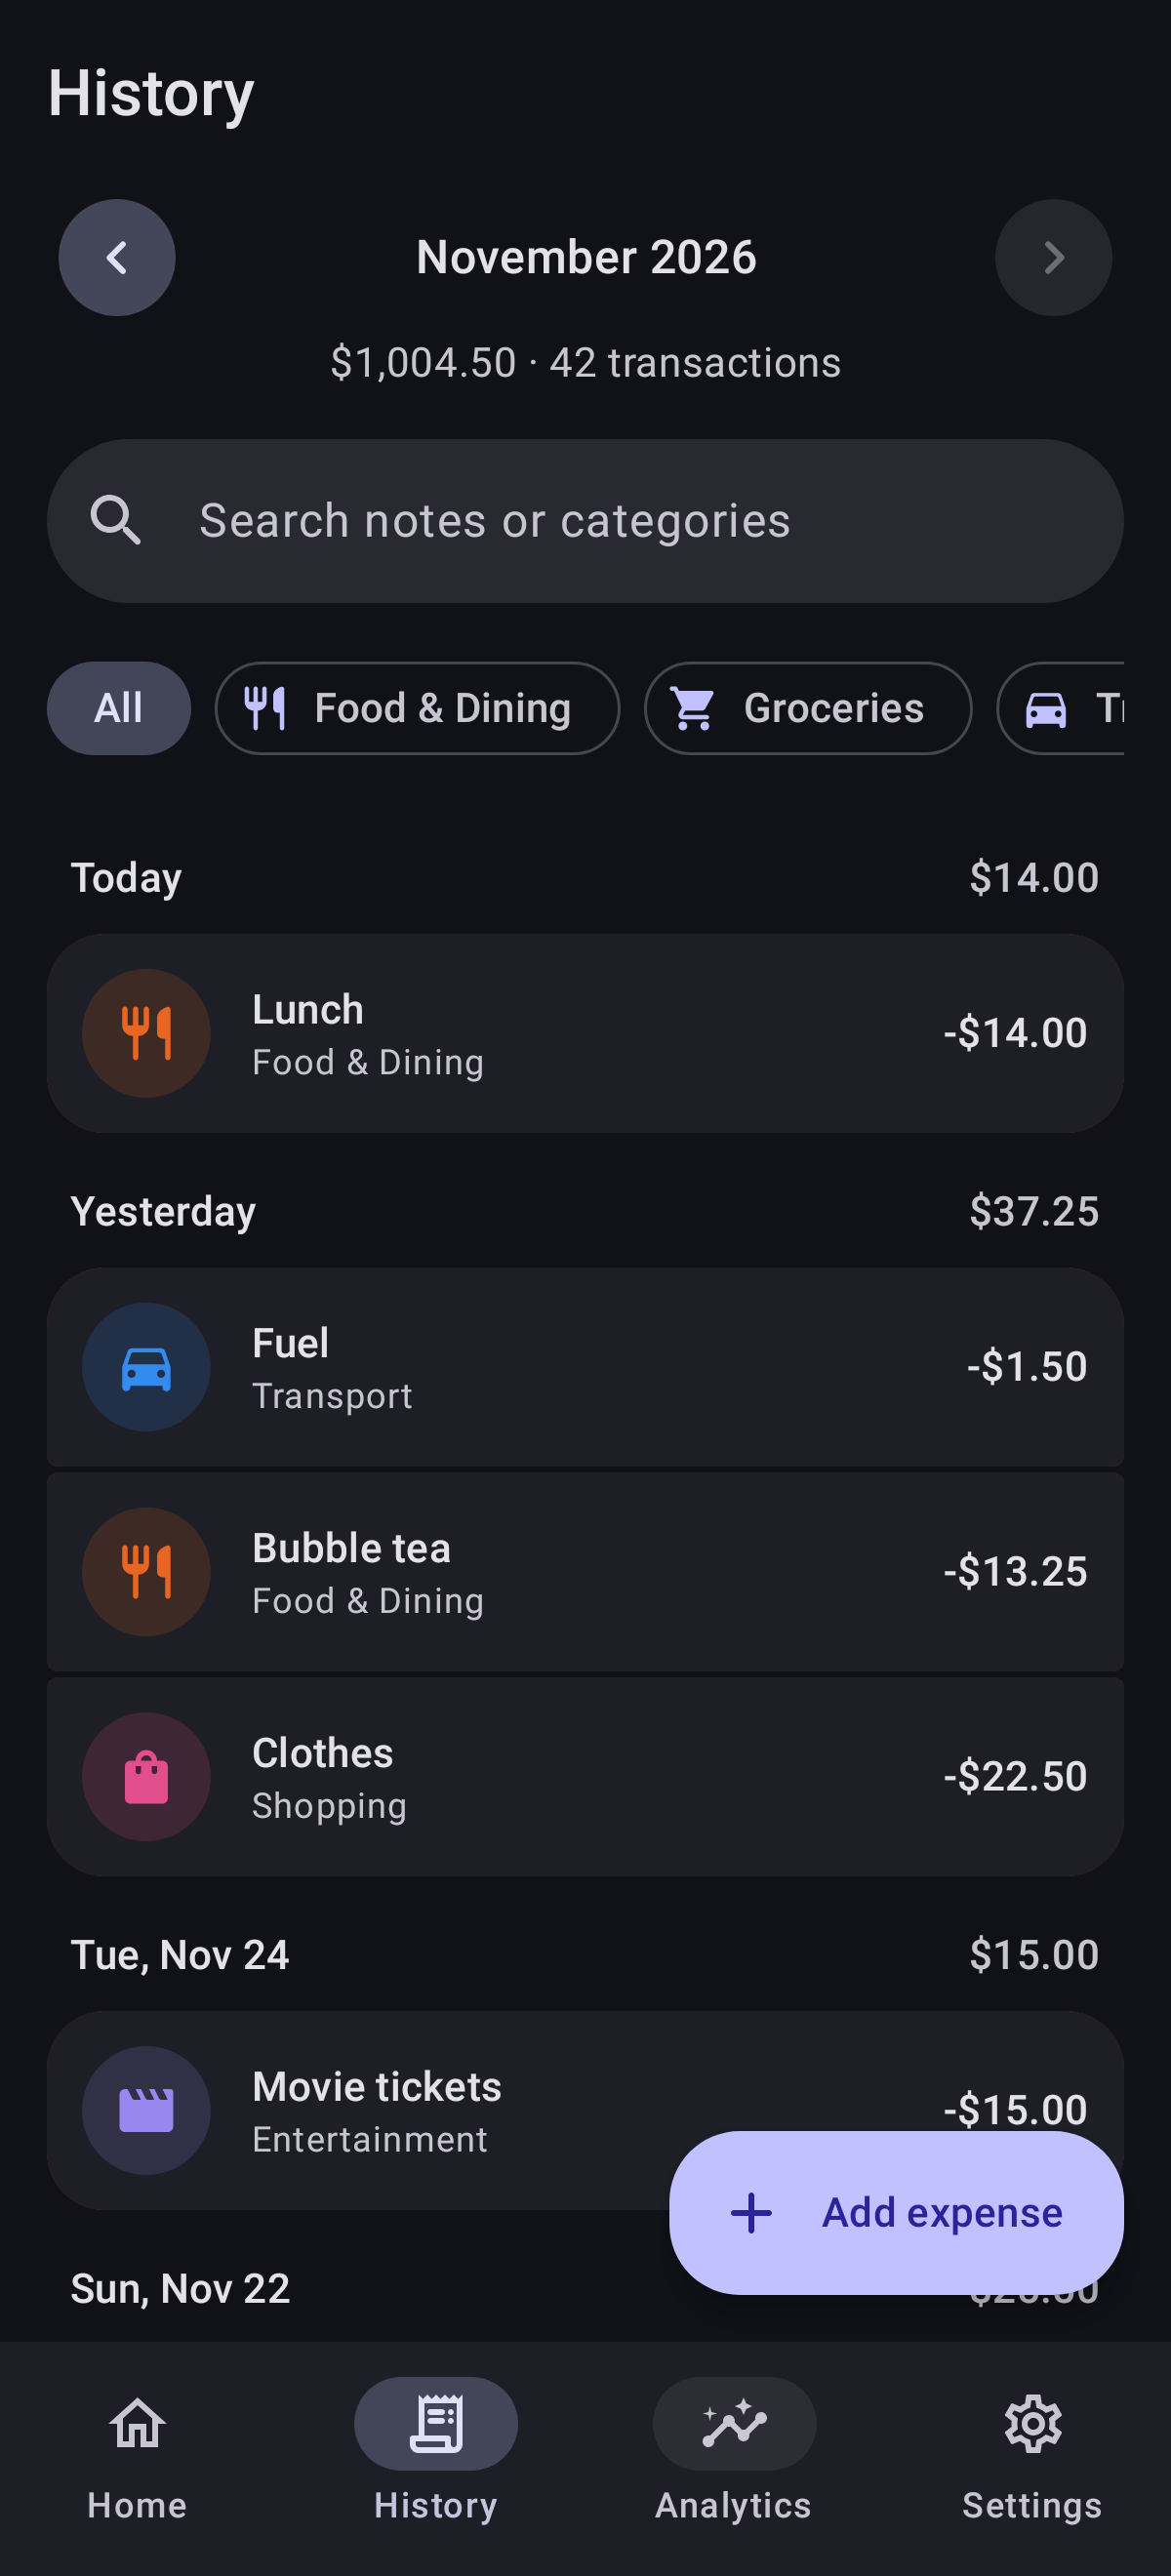 History
November 2026
$1,004.50 · 42 transactions
Search notes or categories
All
Food & Dining
Groceries
Today
$14.00
Lunch
Food & Dining
-$14.00
Yesterday
$37.25
Fuel
Transport
-$1.50
Bubble tea
Food & Dining
-$13.25
Clothes
Shopping
-$22.50
Tue, Nov 24
$15.00
Movie tickets
Entertainment
-$15.00
Add expense
Sun, Nov 22
Home
History
Analytics
Settings